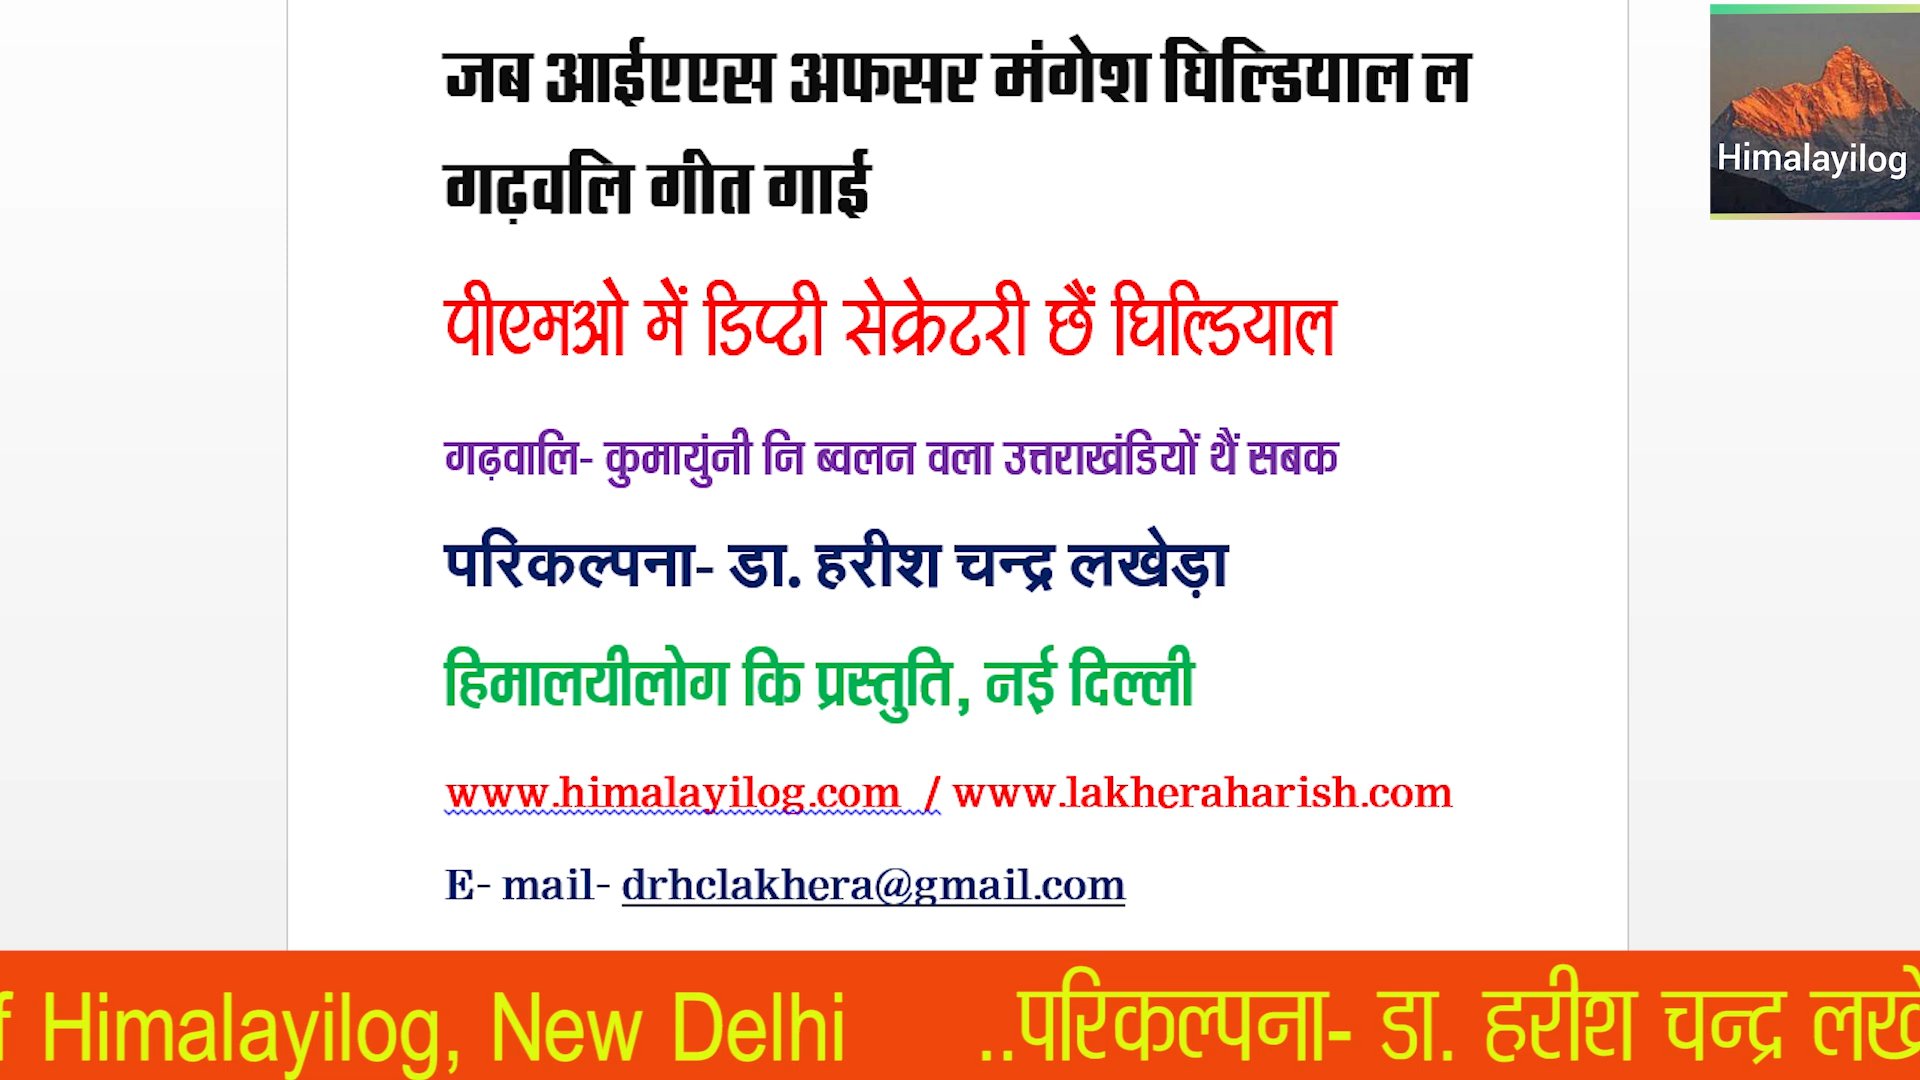 जब आईएएस अफसर मंगेश घिल्डियाल ल
गढ़वलि गीत गाई
Himalayilog
पीएमओ में डिप्टी सेक्रेटरी छैं घिल्डियाल
गढ़वालि- कुमायुंनी नि ब्वलन वला उत्तराखंडियों थैं सबक
परिकल्पना- डा. हरीश चन्द्र लखेड़ा
हिमालयीलोग कि प्रस्तुति, नई दिल्ली
www.himalayilog.com / www.lakheraharish.com
E- mail- drhclakhera@gmail.com
f Himalayilog, New Delhi ..परिकल्पना- डा. हरीश चन्द्र लखे